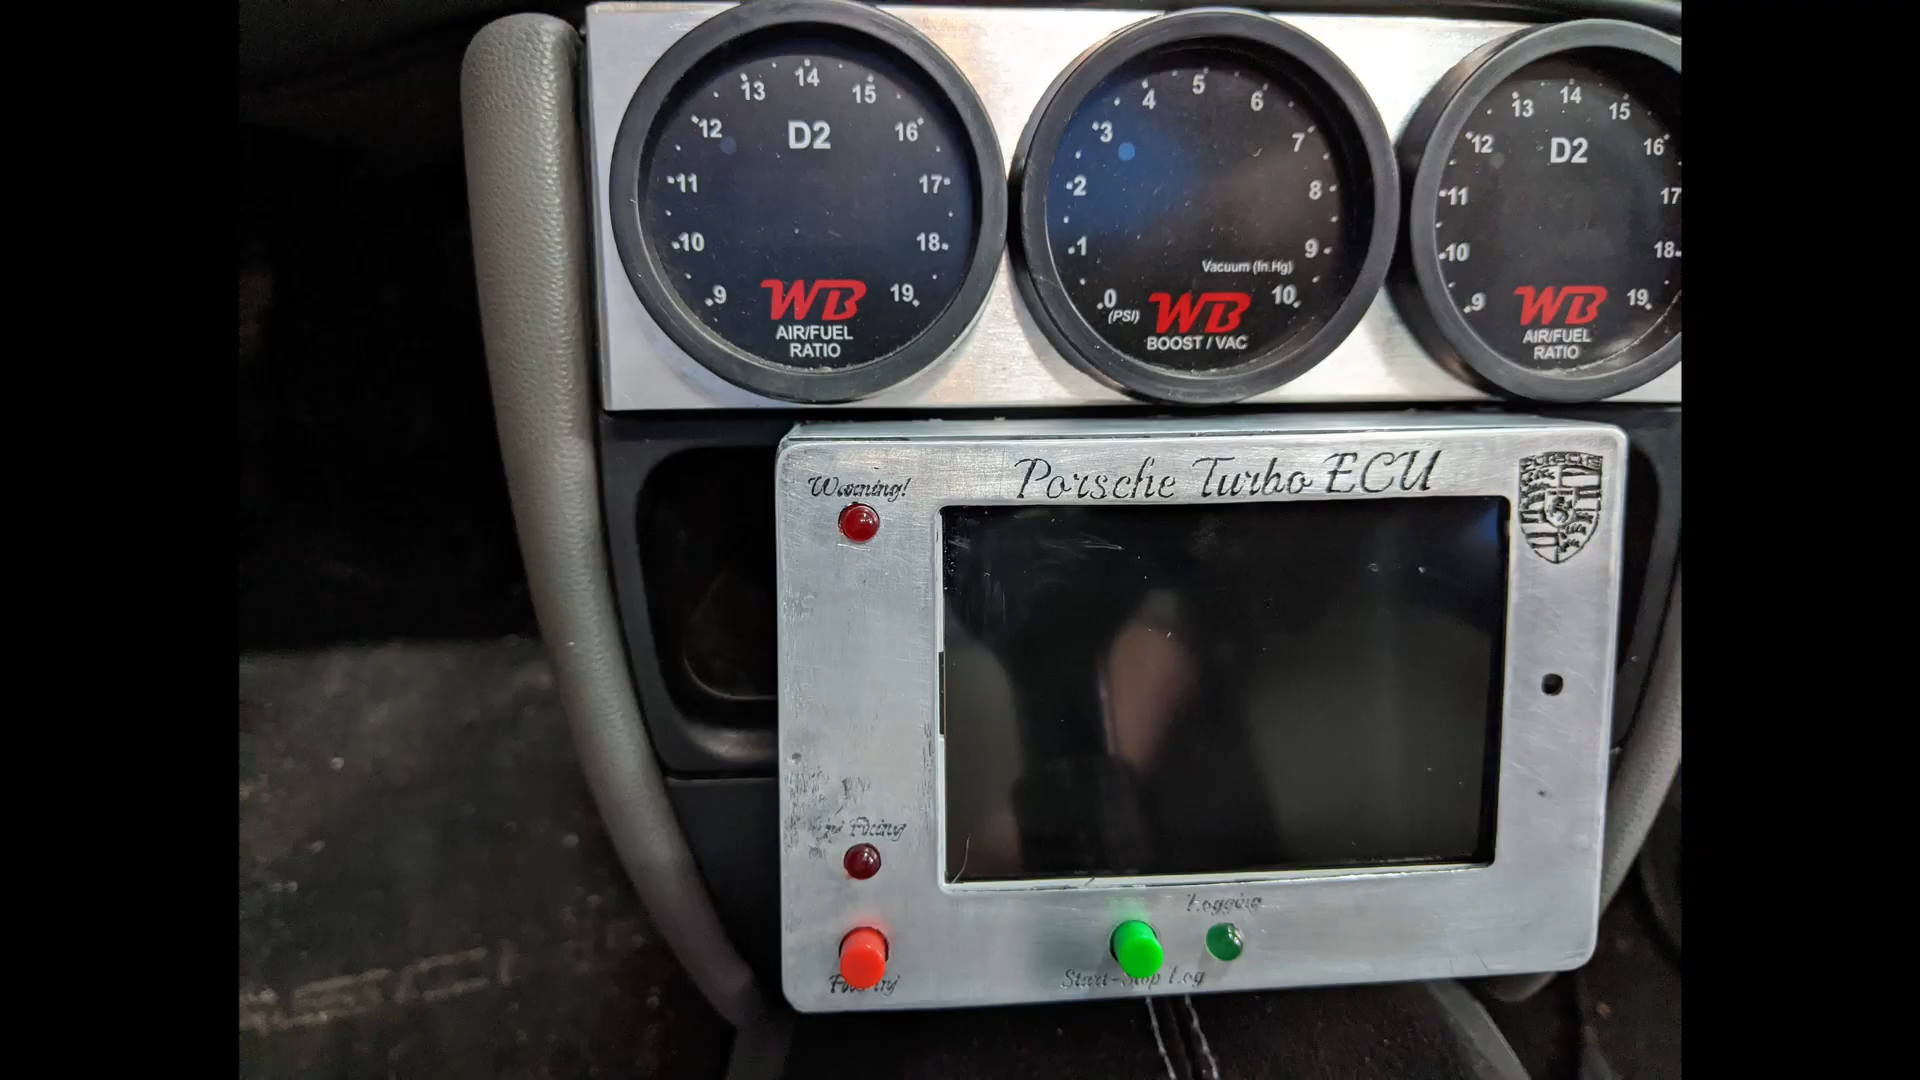 14
13 15
12 D2 16
11 17
10 18
9 WB 19
AIR/FUEL
RATIO
5
4 6
3 7
2 8
1 9
Vacuum (In.Hg)
0 WB 10
(PSI)
BOOST / VAC
14
13 15
12 D2 16
11 17
10 18
9 WB 19
AIR/FUEL
RATIO
Porsche Turbo ECU
PORSCHE
Warning!
Logging
Start-Stop Log